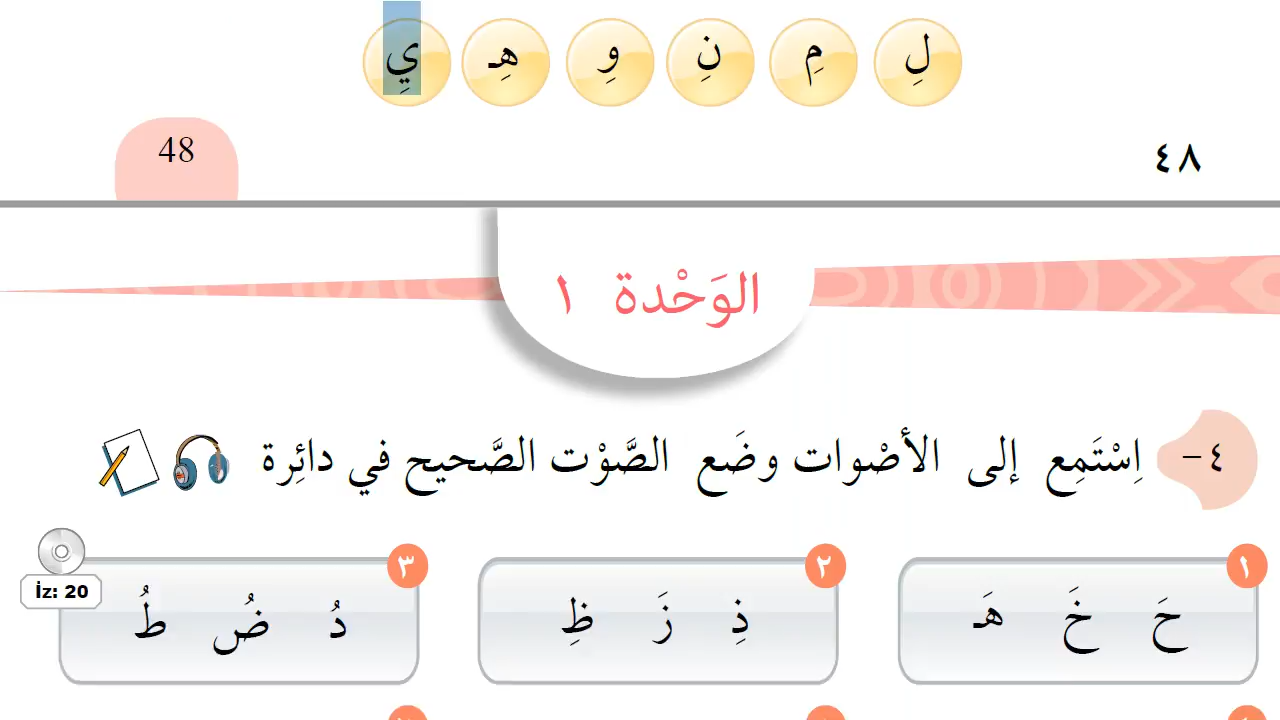 لِ مِ نِ وِ هِـ يِ
48 ٤٨
الوَحْدة ١
٤- اِسْتَمِع إلى الأصْوات وضَع الصَّوْت الصَّحيح في دائِرة
İz: 20
١ حَ خَ هَـ
٢ ذِ زَ ظِ
٣ دُ ضُ طُ